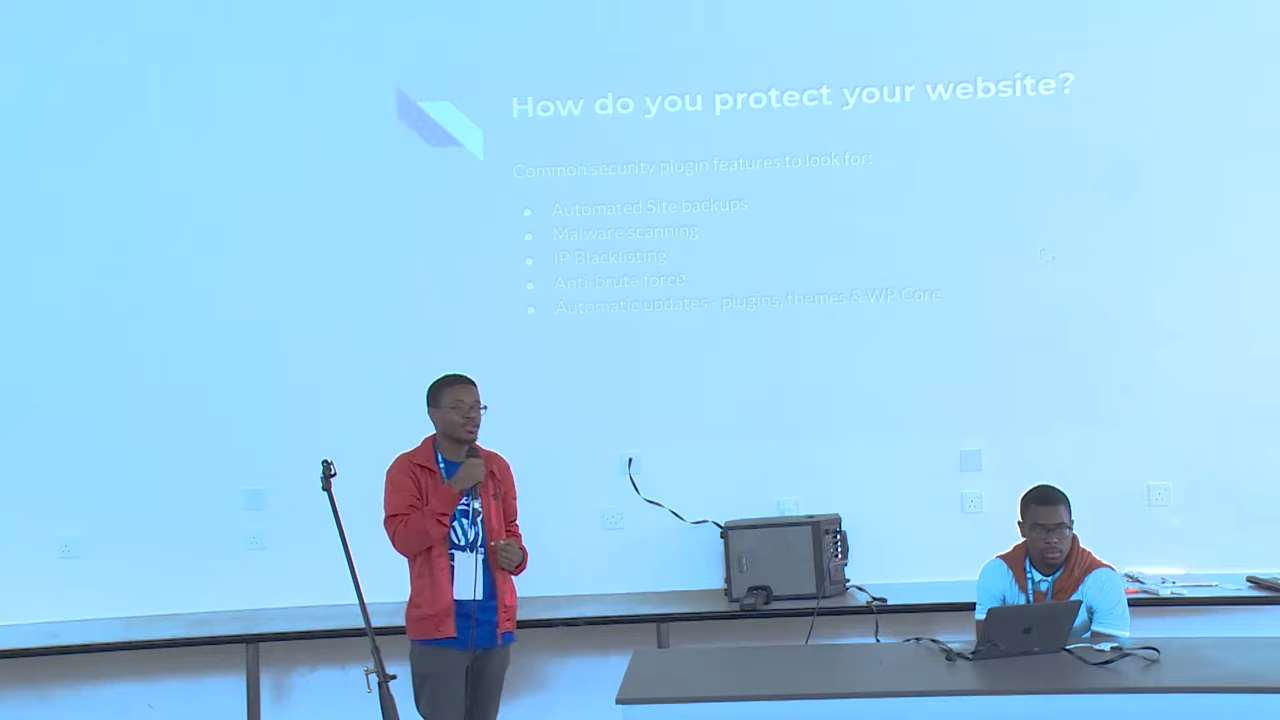 How do you protect your website?
Common security plugin features to look for:
Automated Site backups
Malware scanning
IP Blacklisting
Anti-brute force
Automatic updates - plugins, themes & WP Core